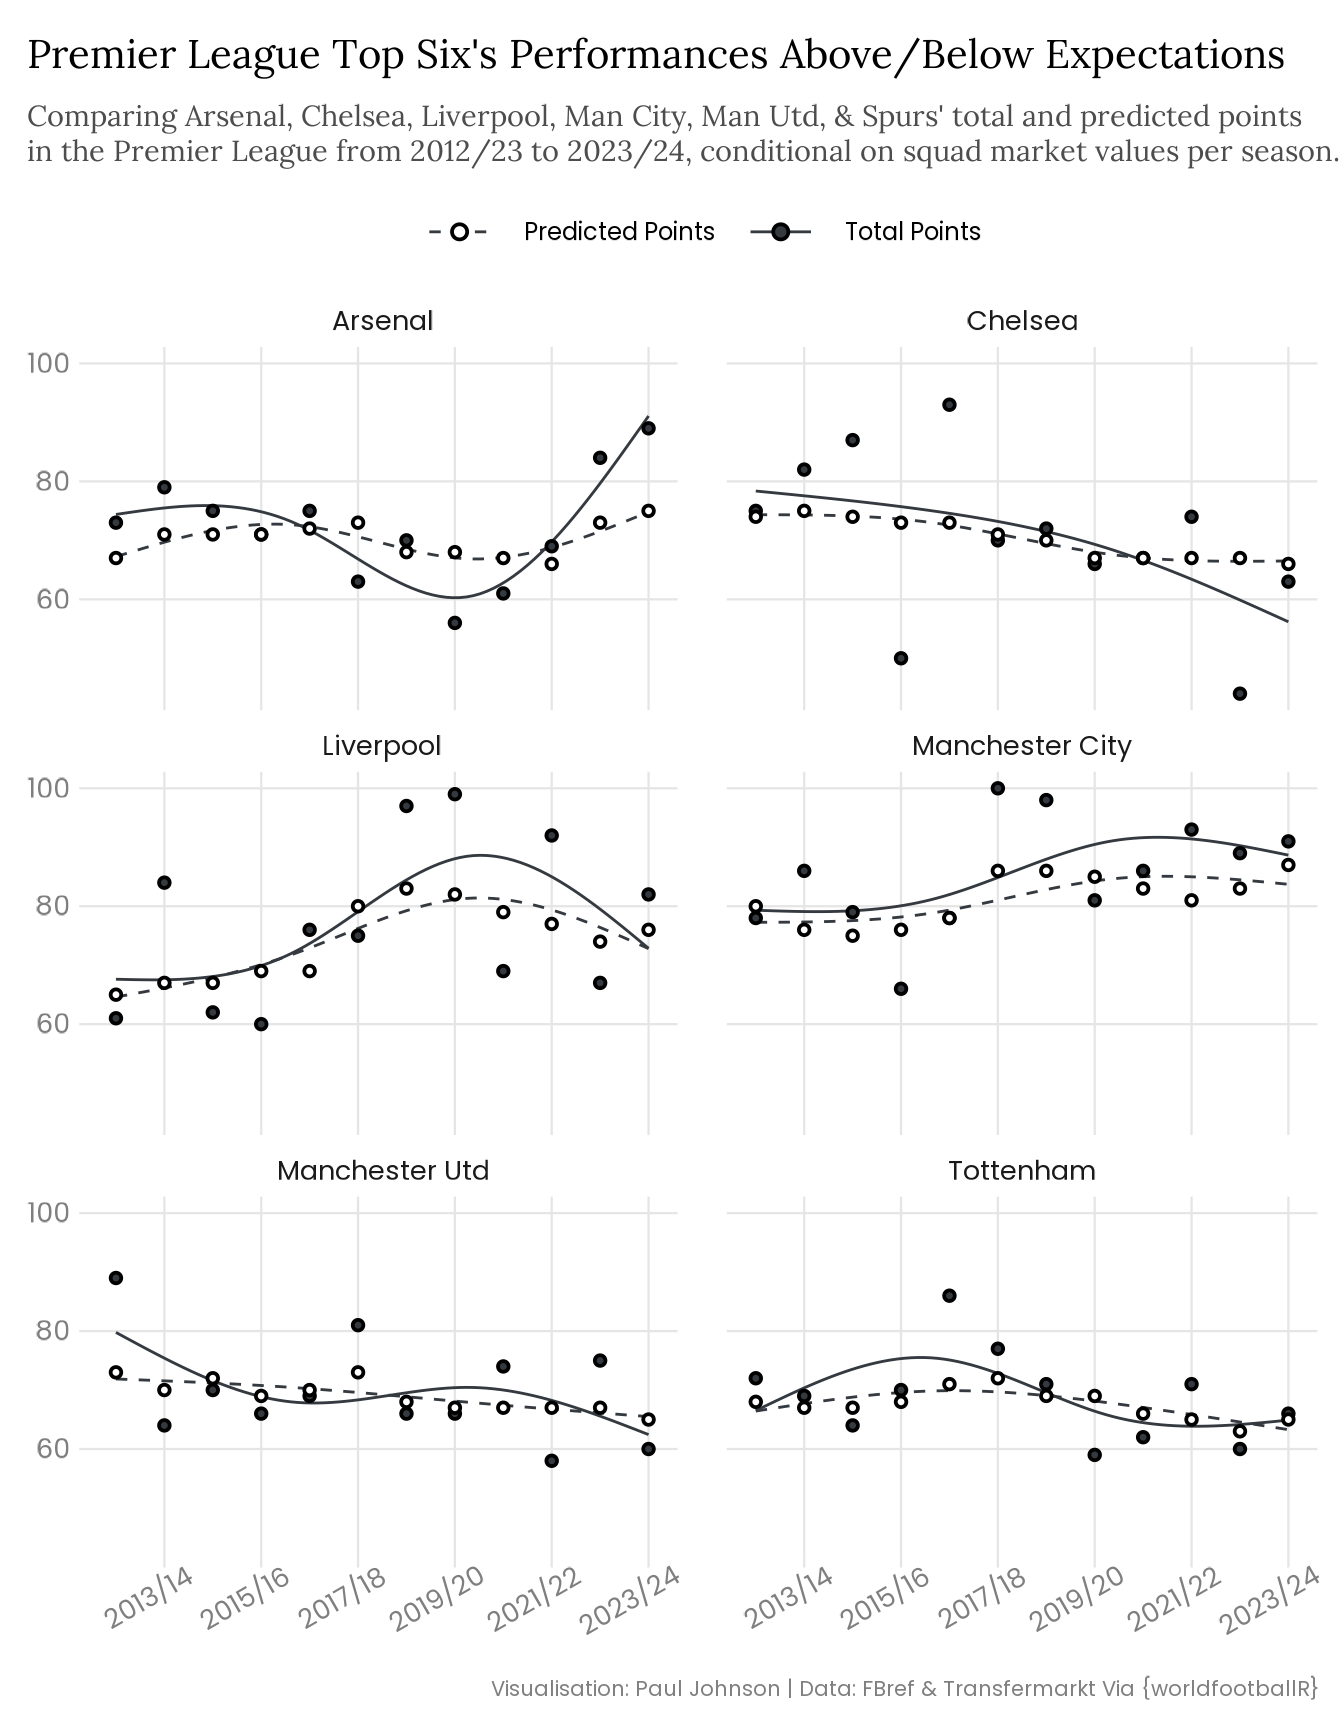 Premier League Top Six's Performances Above/Below Expectations
Comparing Arsenal, Chelsea, Liverpool, Man City, Man Utd, & Spurs' total and predicted points
in the Premier League from 2012/23 to 2023/24, conditional on squad market values per season.
Predicted Points Total Points
Arsenal Chelsea
100
80
60
Liverpool Manchester City
100
80
60
Manchester Utd Tottenham
100
80
60
2013/14 2015/16 2017/18 2019/20 2021/22 2023/24 2013/14 2015/16 2017/18 2019/20 2021/22 2023/24
Visualisation: Paul Johnson | Data: FBref & Transfermarkt Via {worldfootballR}